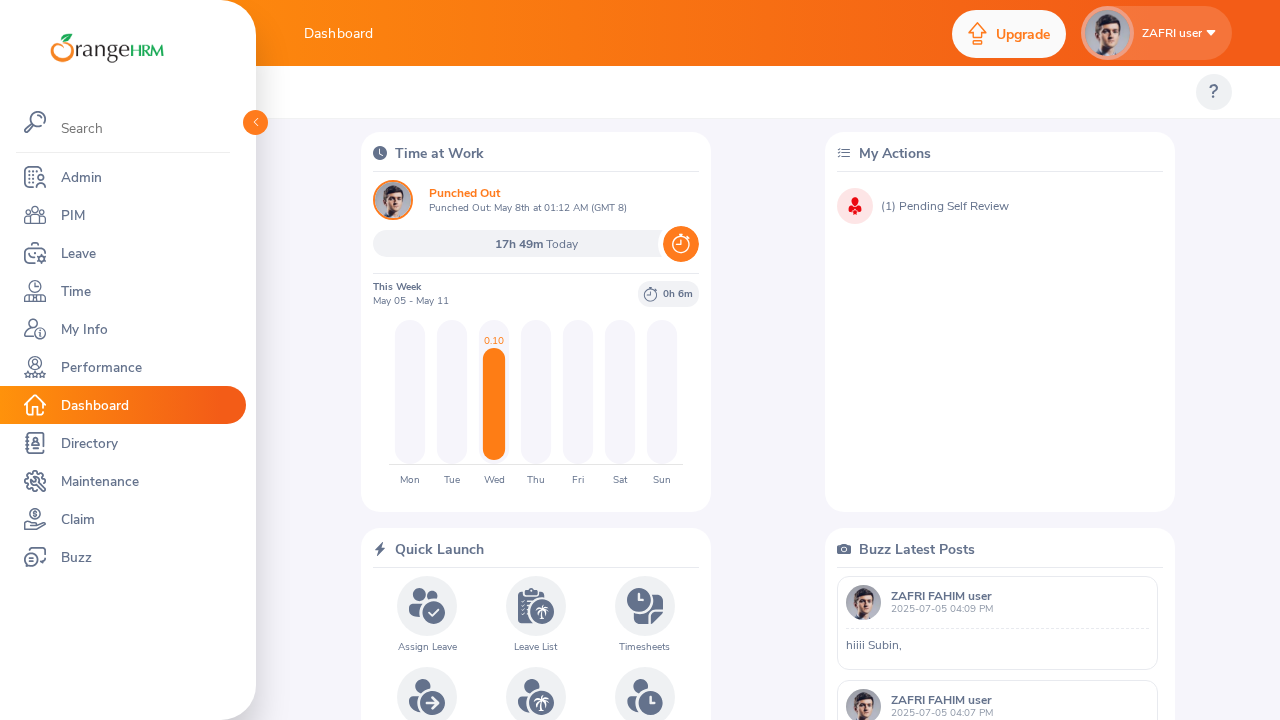 OrangeHRM
Dashboard
Upgrade
ZAFRI user
Search
?
Admin
PIM
Leave
Time
My Info
Performance
Dashboard
Directory
Maintenance
Claim
Buzz
Time at Work
Punched Out
Punched Out: May 8th at 01:12 AM (GMT 8)
17h 49m Today
This Week
May 05 - May 11
0h 6m
0.10
Mon Tue Wed Thu Fri Sat Sun
My Actions
(1) Pending Self Review
Quick Launch
Assign Leave
Leave List
Timesheets
Buzz Latest Posts
ZAFRI FAHIM user
2025-07-05 04:09 PM
hiiii Subin,
ZAFRI FAHIM user
2025-07-05 04:07 PM